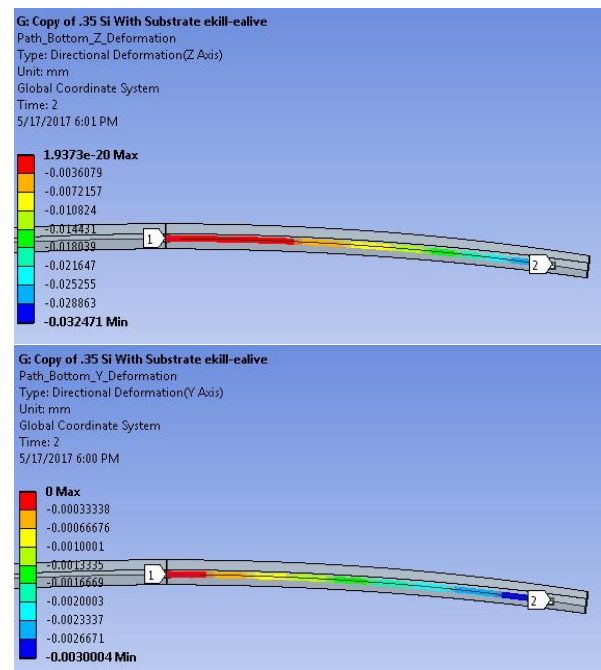 G: Copy of .35 Si With Substrate ekill-ealive
Path_Bottom_Z_Deformation
Type: Directional Deformation(Z Axis)
Unit: mm
Global Coordinate System
Time: 2
5/17/2017 6:01 PM
1.9373e-20 Max
-0.0036079
-0.0072157
-0.010824
-0.014431
-0.018039
-0.021647
-0.025255
-0.028863
-0.032471 Min
1
2
G: Copy of .35 Si With Substrate ekill-ealive
Path_Bottom_Y_Deformation
Type: Directional Deformation(Y Axis)
Unit: mm
Global Coordinate System
Time: 2
5/17/2017 6:00 PM
0 Max
-0.00033338
-0.00066676
-0.0010001
-0.0013335
-0.0016669
-0.0020003
-0.0023337
-0.0026671
-0.0030004 Min
1
2